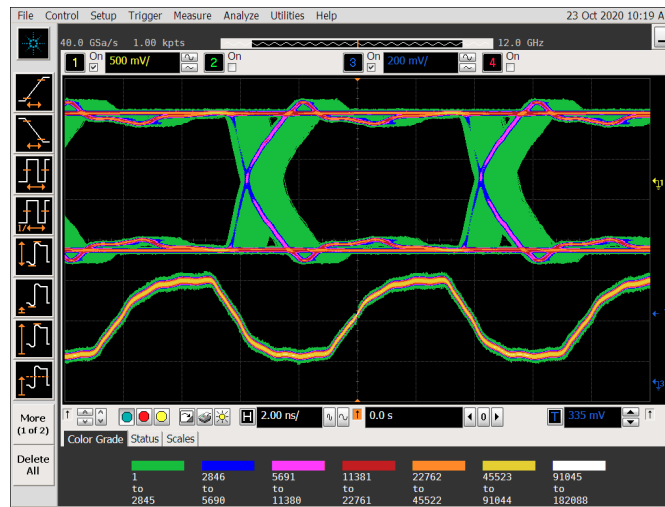 File Control Setup Trigger Measure Analyze Utilities Help 23 Oct 2020 10:19 A
40.0 GSa/s 1.00 kpts 12.0 GHz
1 On 500 mV/ 2 On 3 On 200 mV/ 4 On
1
3
More
(1 of 2)
Delete
All
H 2.00 ns/ 0.0 s 0 T 335 mV
Color Grade Status Scales
1 2846 5691 11381 22762 45523 91045
to to to to to to to
2845 5690 11380 22761 45522 91044 182088